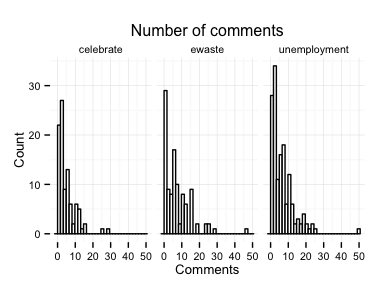 Number of comments
celebrate ewaste unemployment
Count
30
20
10
0
0 10 20 30 40 50 0 10 20 30 40 50 0 10 20 30 40 50
Comments